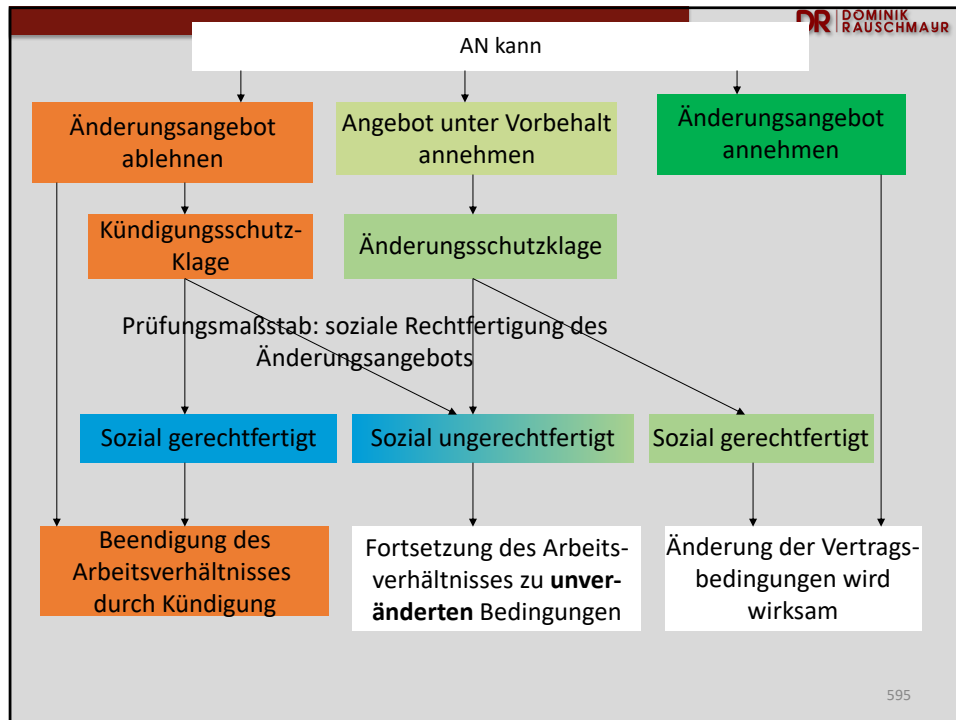 DR DOMINIK
RAUSCHMAYR
AN kann
Änderungsangebot
ablehnen
Angebot unter Vorbehalt
annehmen
Änderungsangebot
annehmen
Kündigungsschutz-
Klage
Änderungsschutzklage
Prüfungsmaßstab: soziale Rechtfertigung des
Änderungsangebots
Sozial gerechtfertigt
Sozial ungerechtfertigt
Sozial gerechtfertigt
Beendigung des
Arbeitsverhältnisses
durch Kündigung
Fortsetzung des Arbeits-
verhältnisses zu unver-
änderten Bedingungen
Änderung der Vertrags-
bedingungen wird
wirksam
595